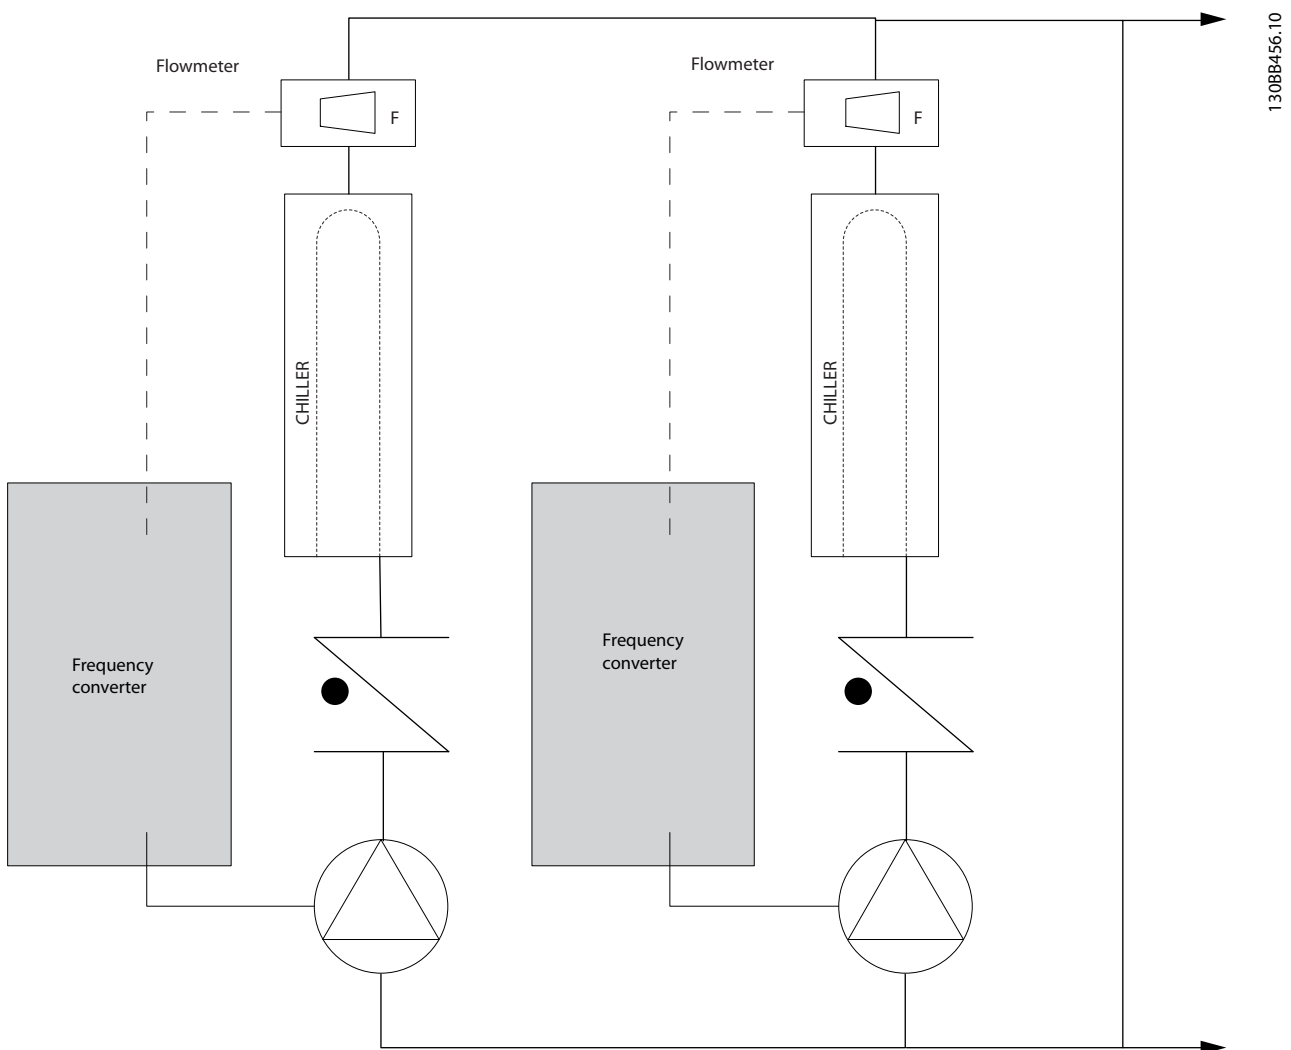 Flowmeter
Flowmeter
130BB456.10
F
F
CHILLER
CHILLER
Frequency
converter
Frequency
converter